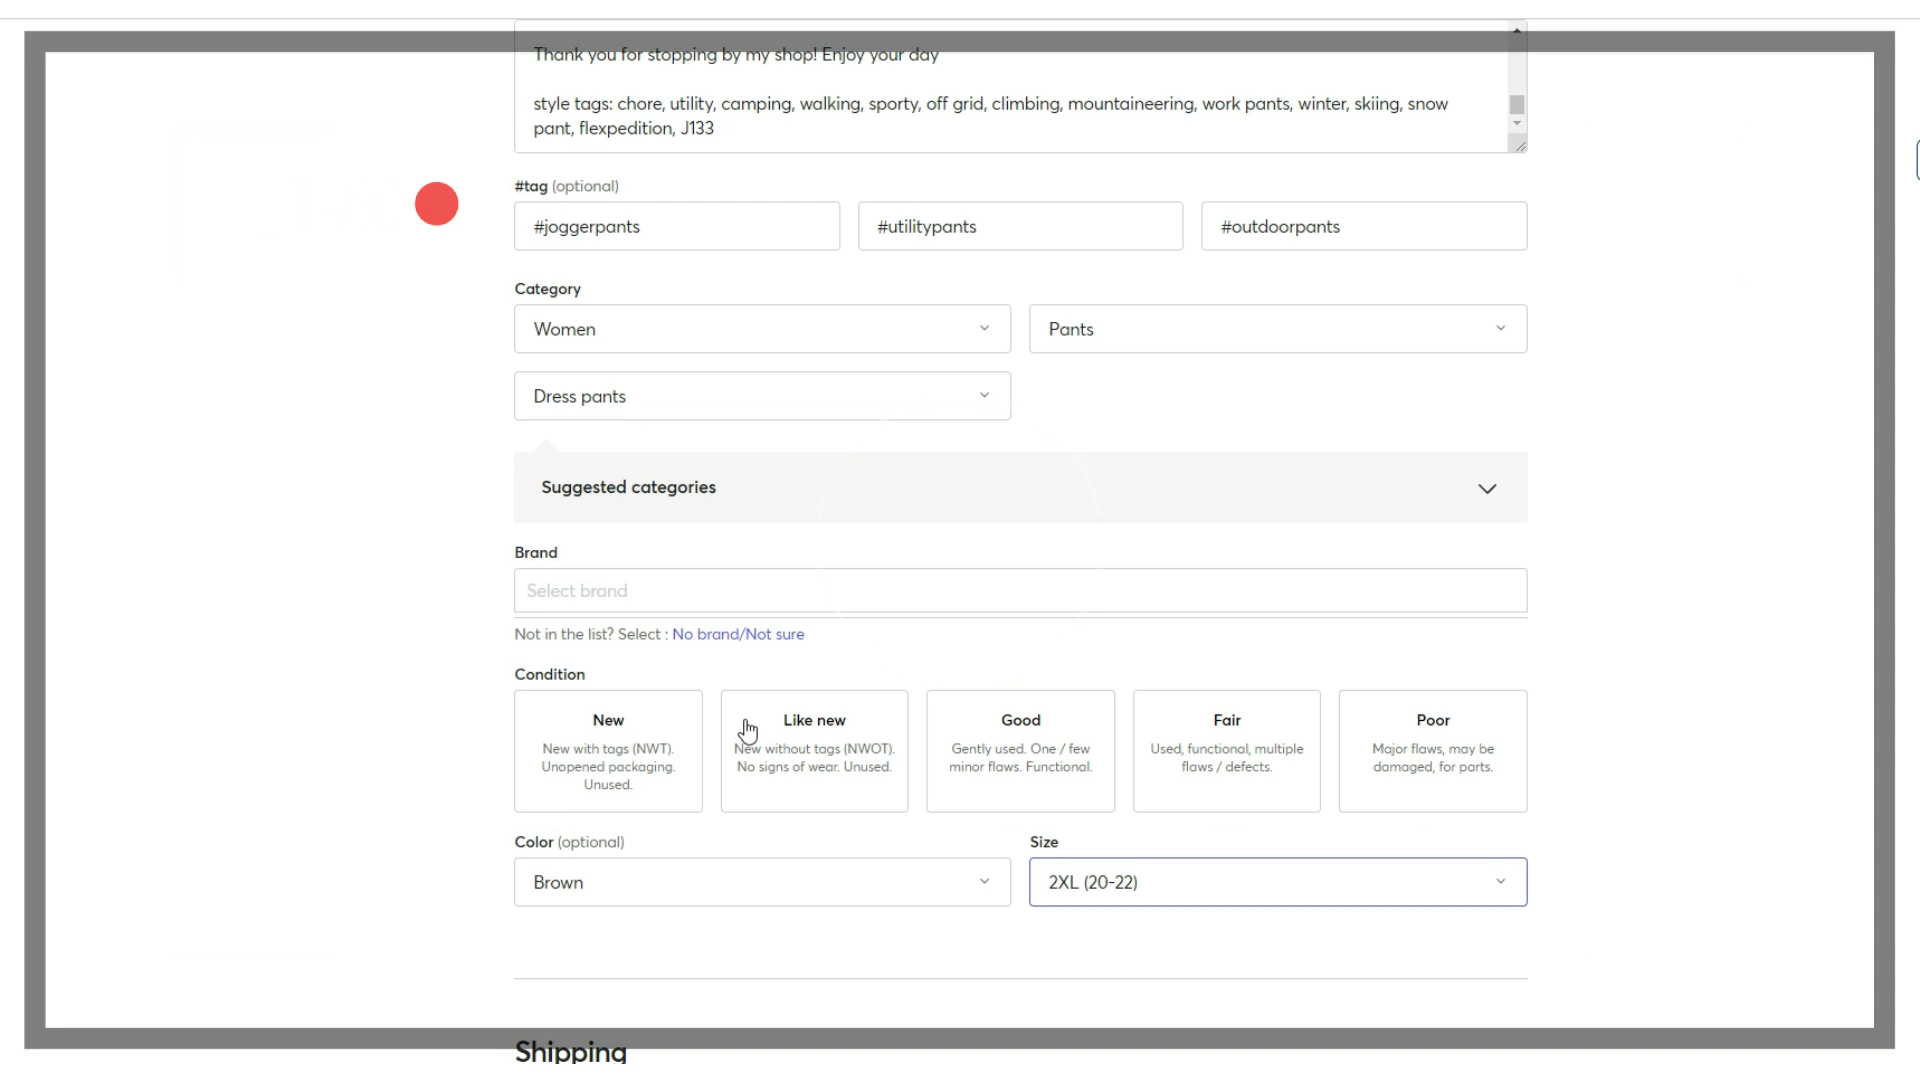 Thank you for stopping by my shop! Enjoy your day
style tags: chore, utility, camping, walking, sporty, off grid, climbing, mountaineering, work pants, winter, skiing, snow
pant, flexpedition, J133
#tag (optional)
#joggerpants #utilitypants #outdoorpants
Category
Women Pants
Dress pants
Suggested categories
Brand
Select brand
Not in the list? Select : No brand/Not sure
Condition
New Like new Good Fair Poor
New with tags (NWT). New without tags (NWOT). Gently used. One / few Used, functional, multiple Major flaws, may be
Unopened packaging. No signs of wear. Unused. minor flaws. Functional. flaws / defects. damaged, for parts.
Unused.
Color (optional) Size
Brown 2XL (20-22)
Shipping